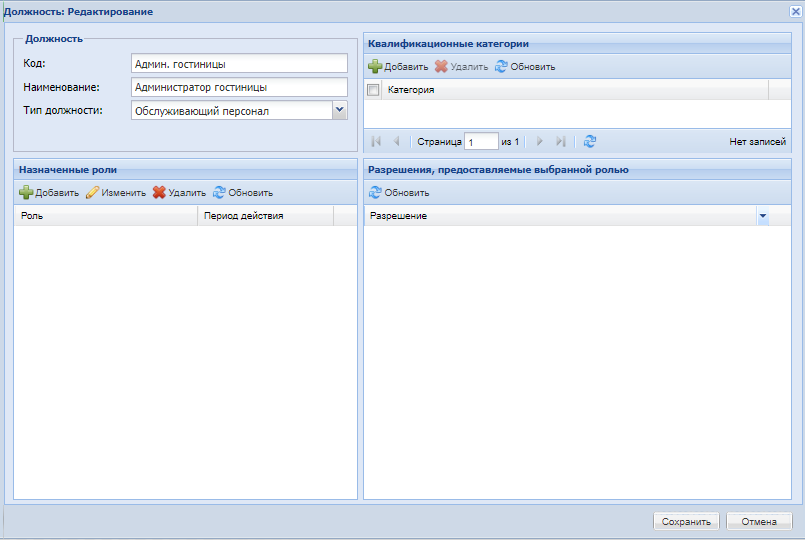 Должность: Редактирование
Должность
Код: Админ. гостиницы
Наименование: Администратор гостиницы
Тип должности: Обслуживающий персонал
Квалификационные категории
Добавить Удалить Обновить
Категория
Страница 1 из 1 Нет записей
Назначенные роли
Добавить Изменить Удалить Обновить
Роль Период действия
Разрешения, предоставляемые выбранной ролью
Обновить
Разрешение
Сохранить Отмена